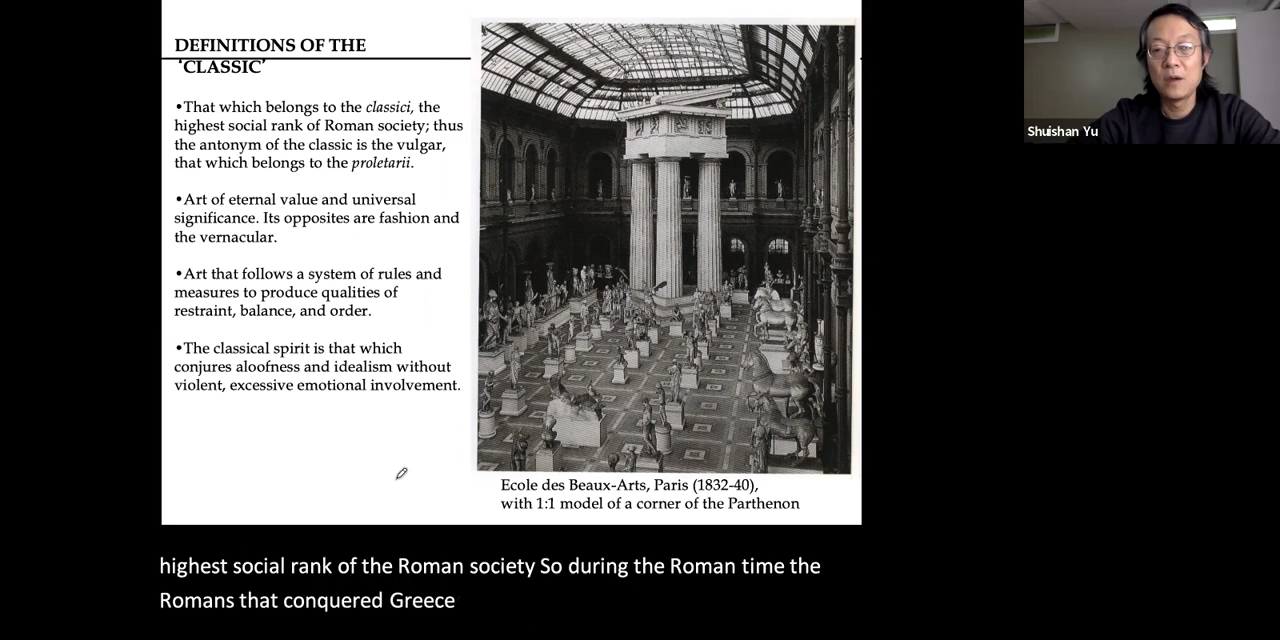 DEFINITIONS OF THE
‘CLASSIC’
•That which belongs to the classici, the
highest social rank of Roman society; thus
the antonym of the classic is the vulgar,
that which belongs to the proletarii.
•Art of eternal value and universal
significance. Its opposites are fashion and
the vernacular.
•Art that follows a system of rules and
measures to produce qualities of
restraint, balance, and order.
•The classical spirit is that which
conjures aloofness and idealism without
violent, excessive emotional involvement.
Ecole des Beaux-Arts, Paris (1832-40),
with 1:1 model of a corner of the Parthenon
Shuishan Yu
highest social rank of the Roman society So during the Roman time the
Romans that conquered Greece